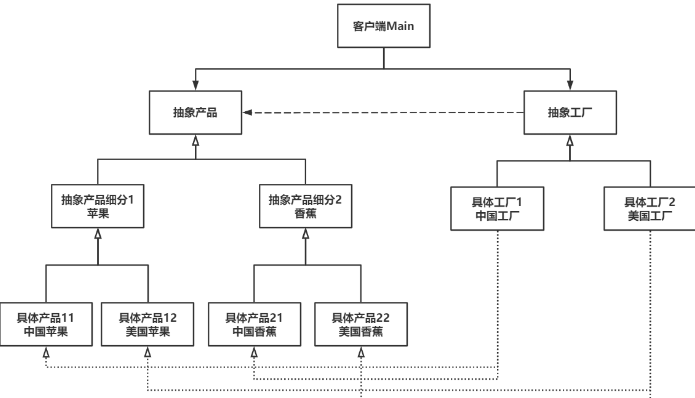 客户端Main
抽象产品
抽象工厂
抽象产品细分1
苹果
抽象产品细分2
香蕉
具体工厂1
中国工厂
具体工厂2
美国工厂
具体产品11
中国苹果
具体产品12
美国苹果
具体产品21
中国香蕉
具体产品22
美国香蕉